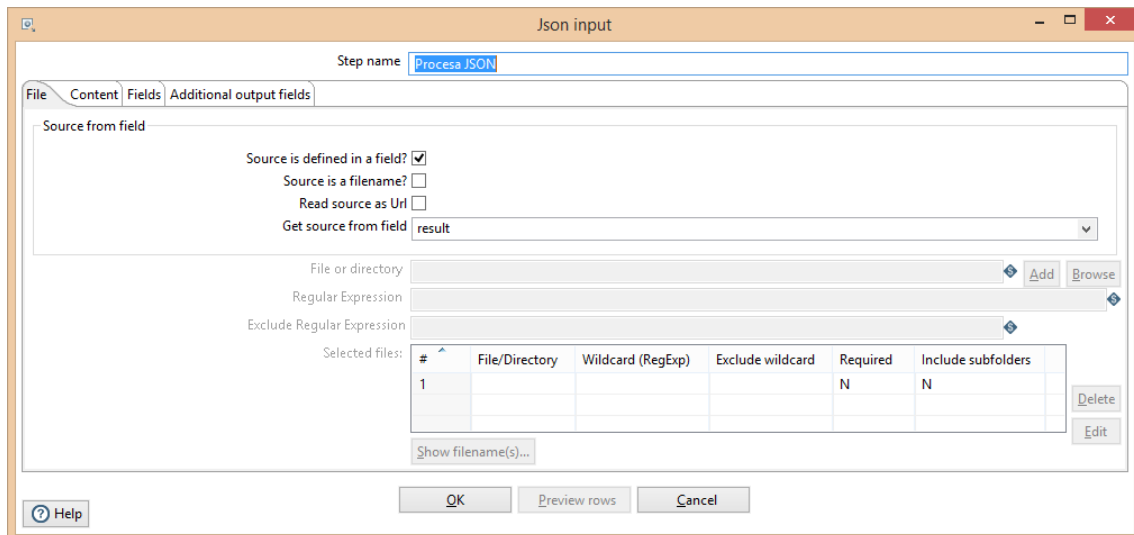 Json input
Step name Procesa JSON
File Content Fields Additional output fields
Source from field
Source is defined in a field?
Source is a filename?
Read source as Url
Get source from field result
File or directory Add Browse
Regular Expression
Exclude Regular Expression
Selected files:
# File/Directory Wildcard (RegExp) Exclude wildcard Required Include subfolders
1 N N
Delete
Edit
Show filename(s)...
OK Preview rows Cancel
Help